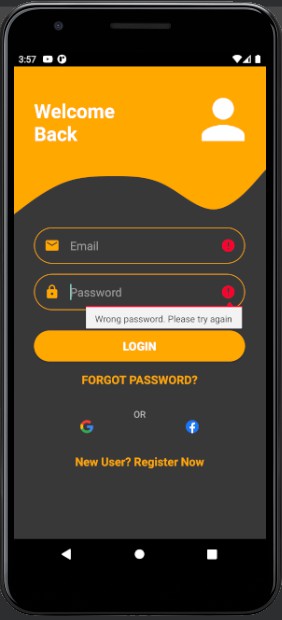 3:57
Welcome
Back
Email
Password
Wrong password. Please try again
LOGIN
FORGOT PASSWORD?
OR
New User? Register Now